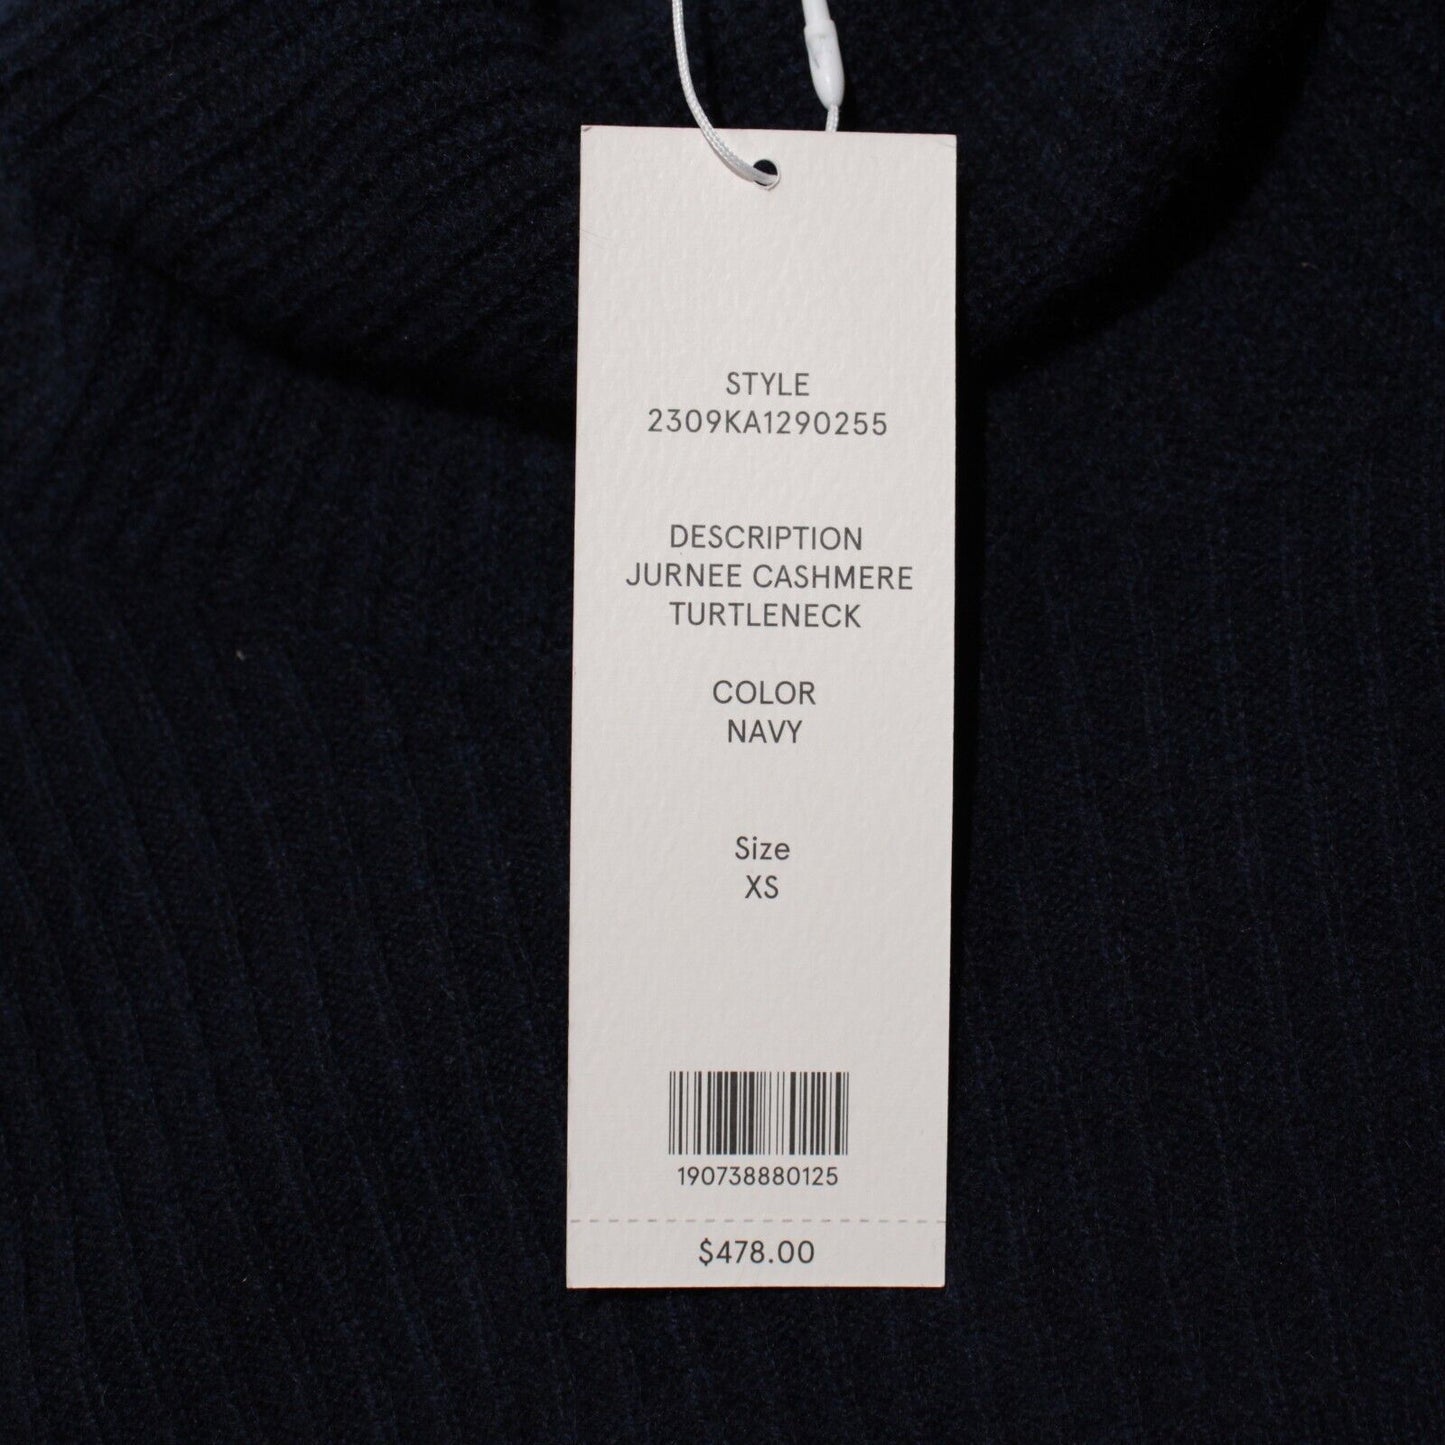 STYLE
2309KA1290255
DESCRIPTION
JURNEE CASHMERE
TURTLENECK
COLOR
NAVY
Size
XS
190738880125
$478.00